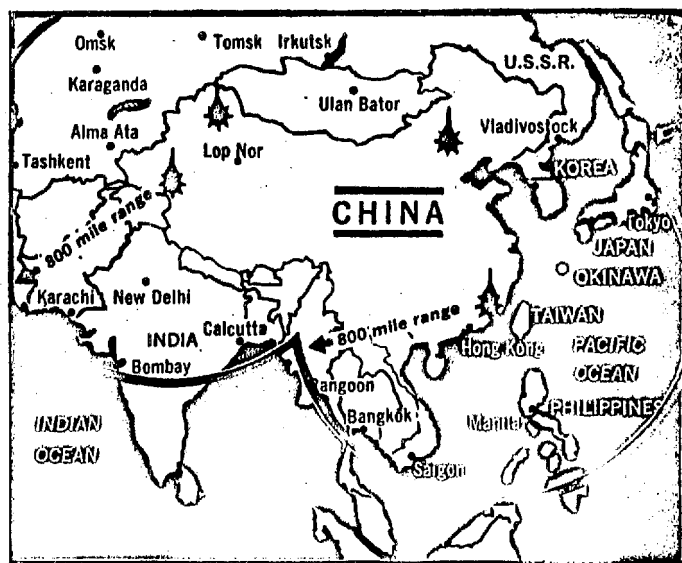 Omsk
Tomsk
Irkutsk
U.S.S.R.
Karaganda
Ulan Bator
Alma Ata
Vladivostock
Lop Nor
Tashkent
KOREA
CHINA
800 mile range
Tokyo
JAPAN
OKINAWA
Karachi
New Delhi
INDIA
Calcutta
800 mile range
TAIWAN
Hong Kong
PACIFIC
OCEAN
Bombay
Rangoon
Bangkok
Manila
PHILIPPINES
INDIAN
OCEAN
Saigon